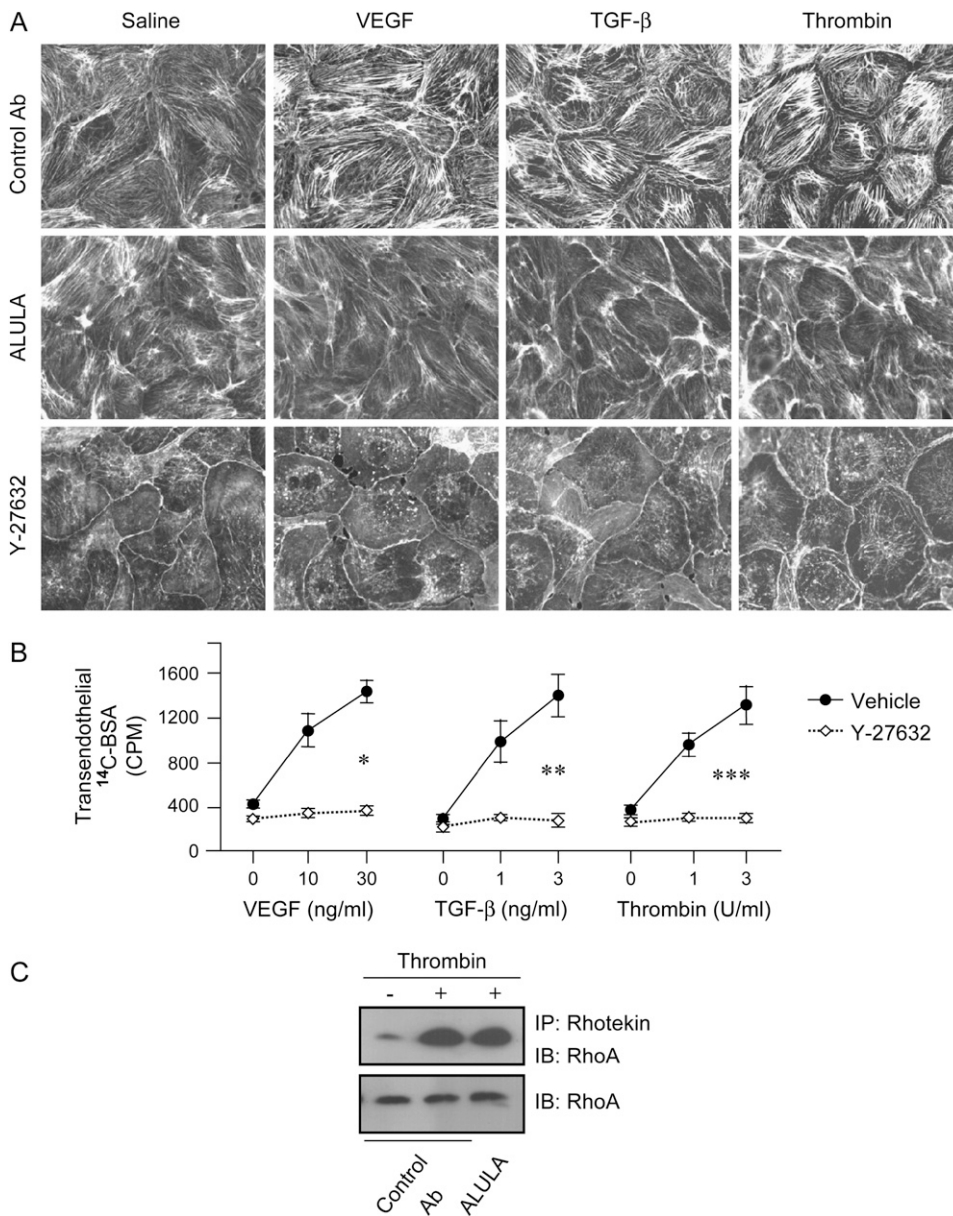 A
Saline VEGF TGF-β Thrombin
Control Ab
ALULA
Y-27632
B
Transendothelial
¹⁴C-BSA
(CPM)
1600
1200
800
400
0
* ** ***
Vehicle
Y-27632
0 10 30 0 1 3 0 1 3
VEGF (ng/ml) TGF-β (ng/ml) Thrombin (U/ml)
C
Thrombin
- + +
IP: Rhotekin
IB: RhoA
IB: RhoA
Control
Ab
ALULA